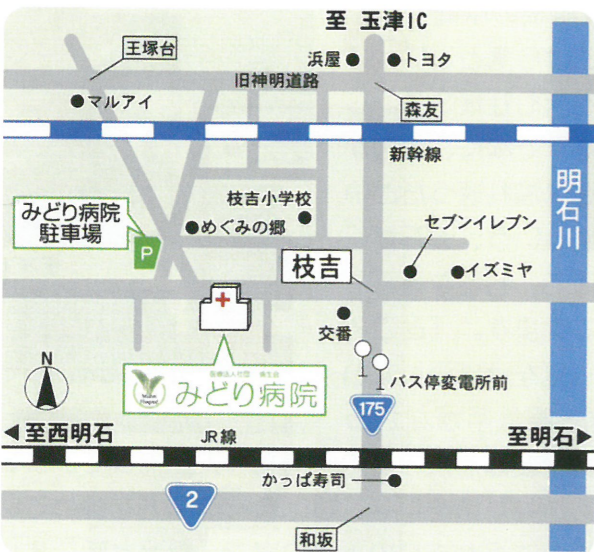 至 玉津IC
王塚台
浜屋
トヨタ
旧神明道路
マルアイ
森友
新幹線
明石川
枝吉小学校
みどり病院
駐車場
めぐみの郷
セブンイレブン
P
枝吉
イズミヤ
交番
N
みどり病院
バス停変電所前
175
至西明石
JR線
至明石
かっぱ寿司
2
和坂